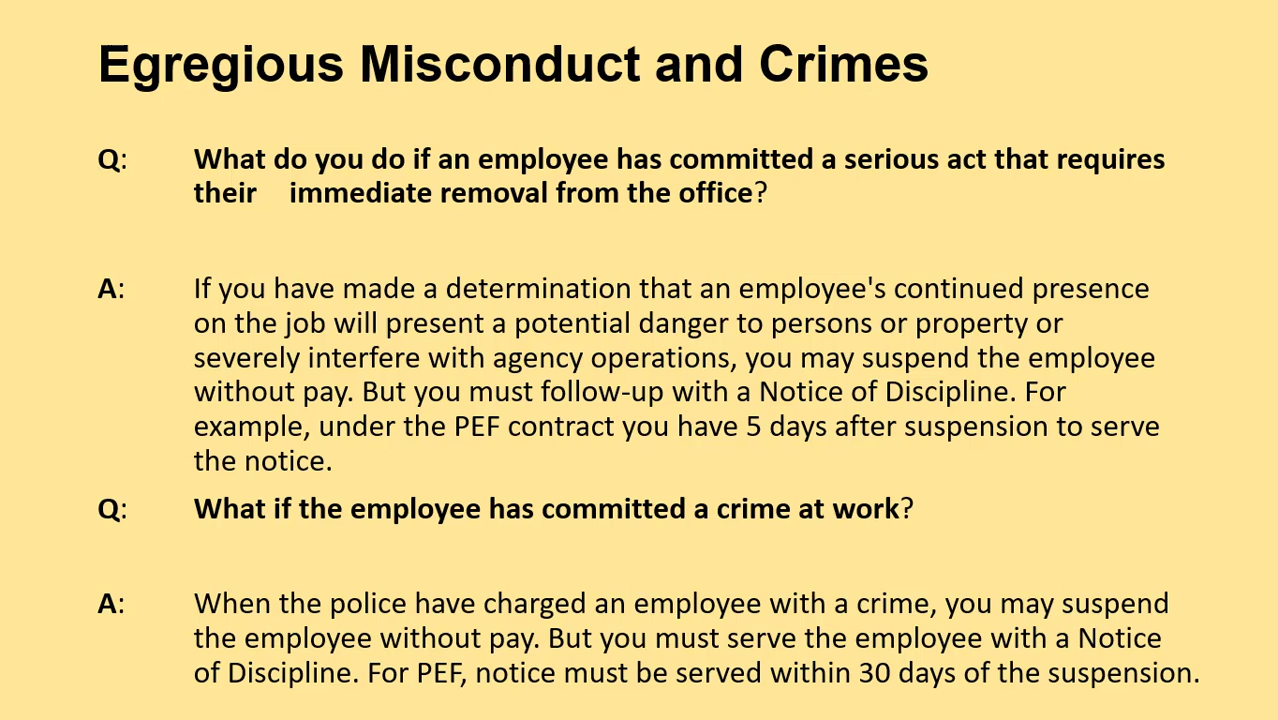 Egregious Misconduct and Crimes
Q: What do you do if an employee has committed a serious act that requires
their immediate removal from the office?
A: If you have made a determination that an employee's continued presence
on the job will present a potential danger to persons or property or
severely interfere with agency operations, you may suspend the employee
without pay. But you must follow-up with a Notice of Discipline. For
example, under the PEF contract you have 5 days after suspension to serve
the notice.
Q: What if the employee has committed a crime at work?
A: When the police have charged an employee with a crime, you may suspend
the employee without pay. But you must serve the employee with a Notice
of Discipline. For PEF, notice must be served within 30 days of the suspension.